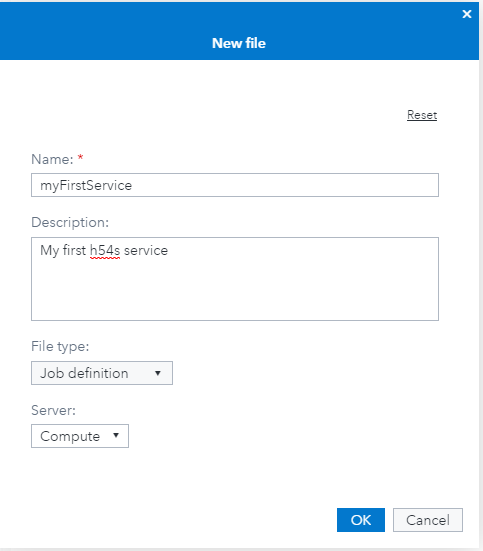 New file
Reset
Name: *
myFirstService
Description:
My first h54s service
File type:
Job definition
Server:
Compute
OK Cancel